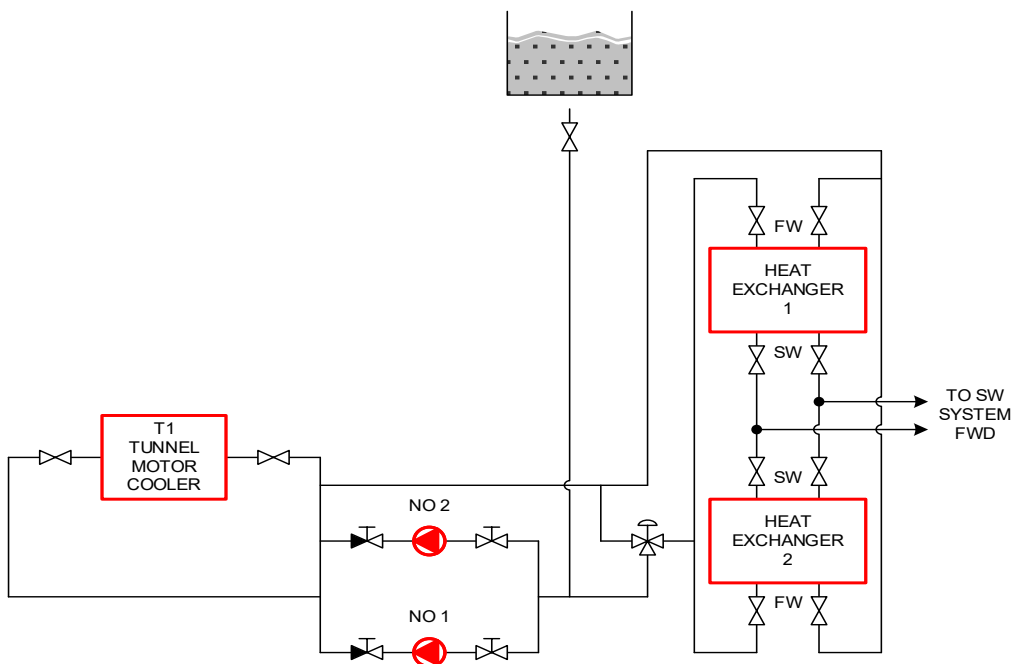 FW
HEAT
EXCHANGER
1
SW
TO SW
SYSTEM
FWD
T1
TUNNEL
MOTOR
COOLER
SW
NO 2
HEAT
EXCHANGER
2
FW
NO 1